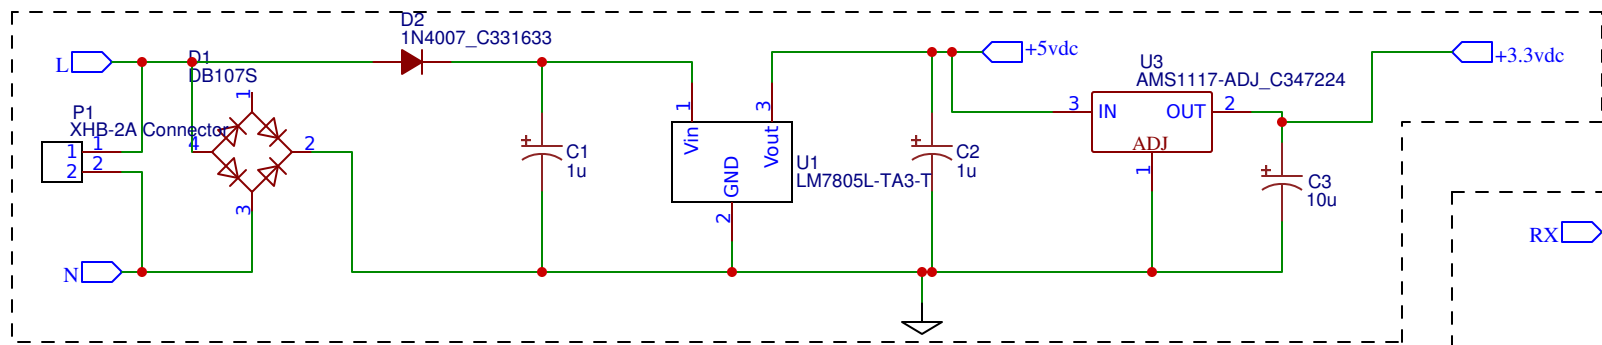 D2
1N4007_C331633
L
D1
DB107S
+5vdc
U3
AMS1117-ADJ_C347224
+3.3vdc
P1
XHB-2A Connector
1
4
2
1
1
2
2
3
1
3
Vin
Vout
GND
2
C1
1u
U1
LM7805L-TA3-T
C2
1u
3
IN
OUT
2
ADJ
1
C3
10u
RX
N